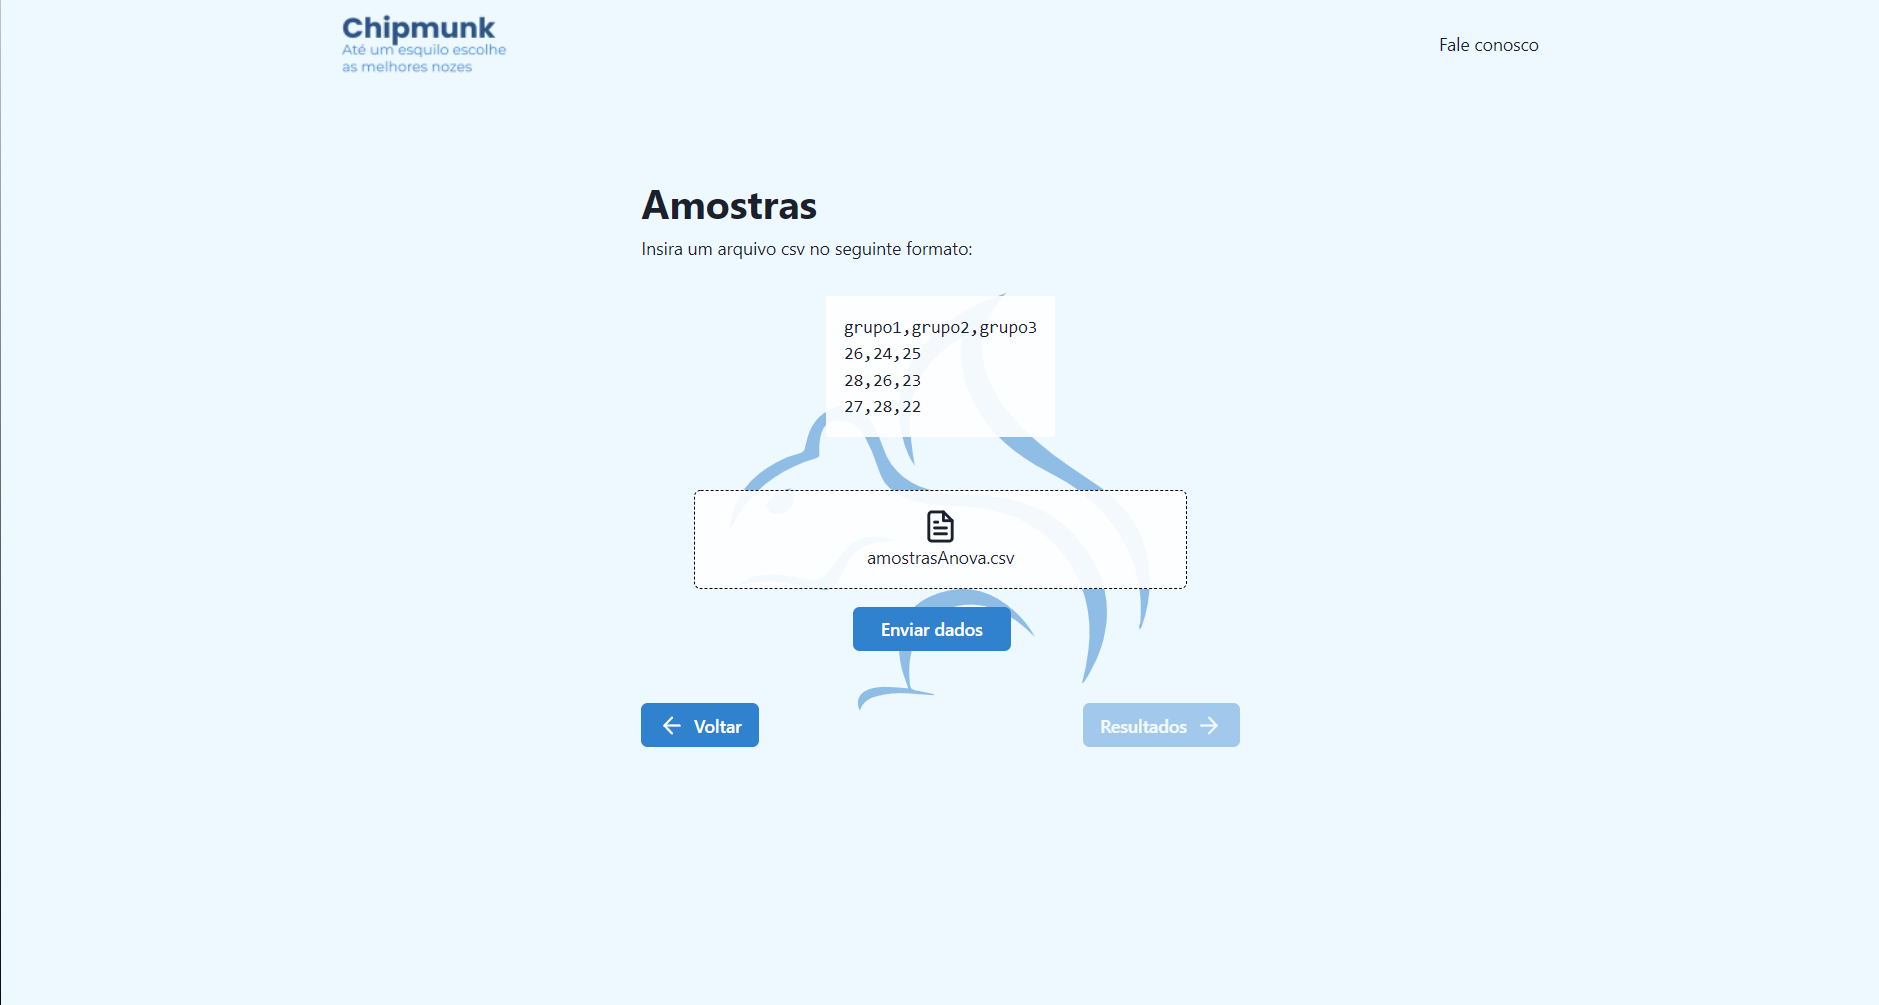 Chipmunk
Até um esquilo escolhe
as melhores nozes
Fale conosco
Amostras
Insira um arquivo csv no seguinte formato:
grupo1,grupo2,grupo3
26,24,25
28,26,23
27,28,22
amostrasAnova.csv
Enviar dados
Voltar
Resultados